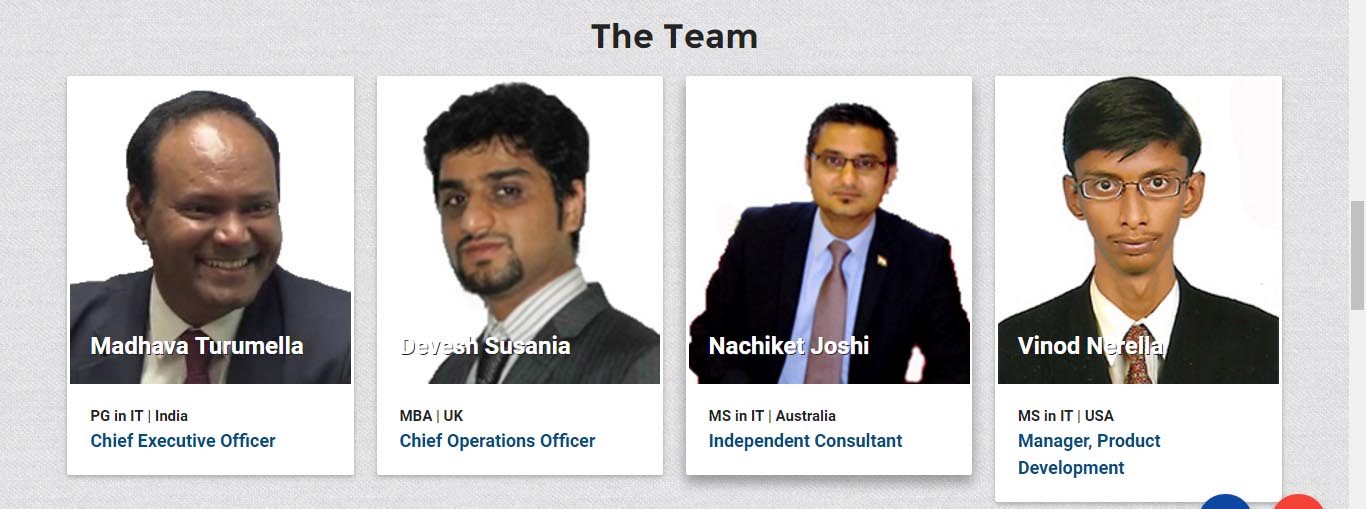 The Team
Madhava Turumella
PG in IT | India
Chief Executive Officer
Devesh Susania
MBA | UK
Chief Operations Officer
Nachiket Joshi
MS in IT | Australia
Independent Consultant
Vinod Nerella
MS in IT | USA
Manager, Product
Development